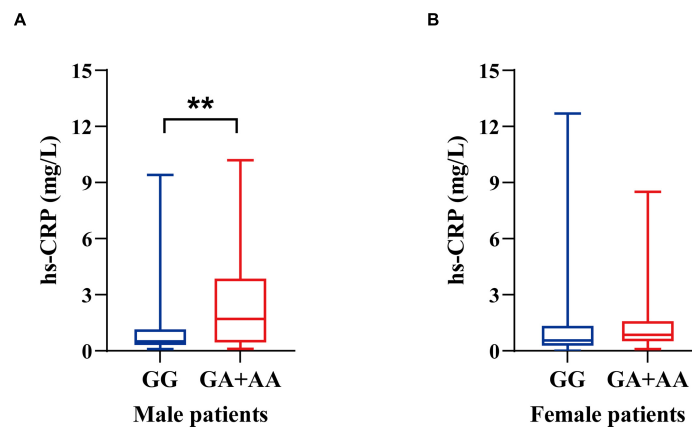 A
B
15
12
9
6
3
0
hs-CRP (mg/L)
**
GG
GA+AA
Male patients
15
12
9
6
3
0
hs-CRP (mg/L)
GG
GA+AA
Female patients